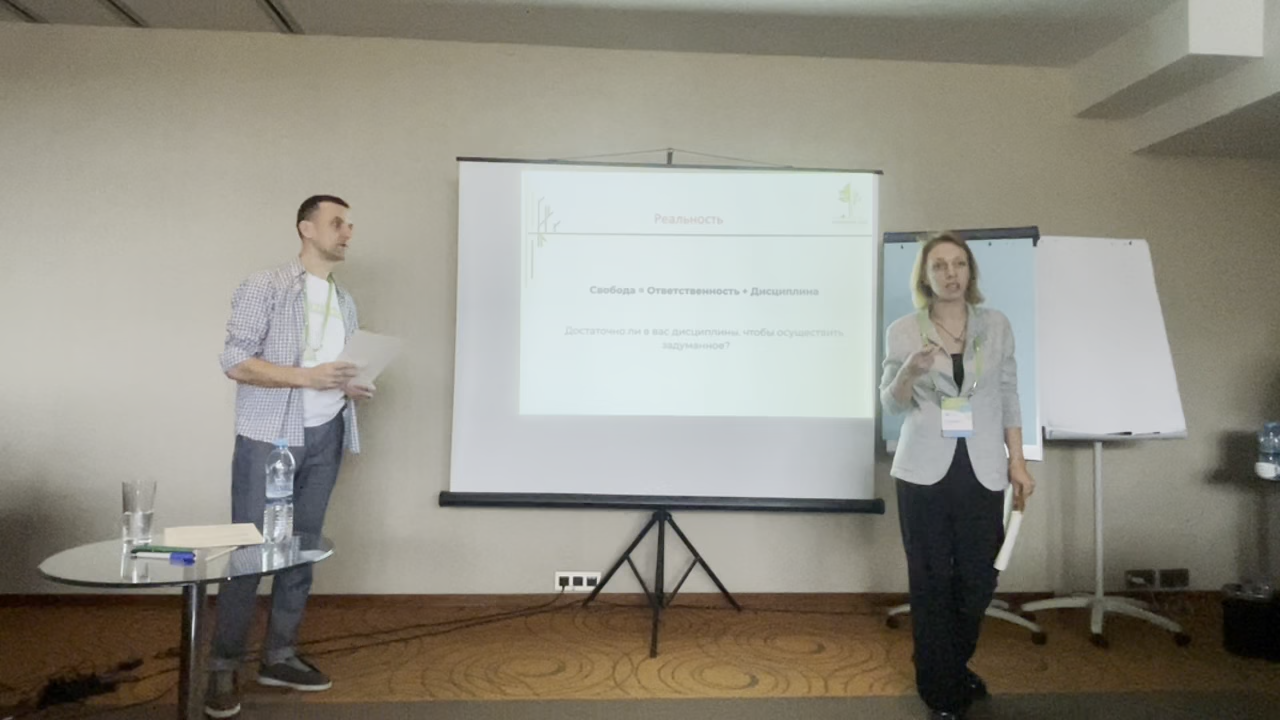 Реальность
Свобода = Ответственность + Дисциплина
Достаточно ли в вас дисциплины, чтобы осуществить
задуманное?